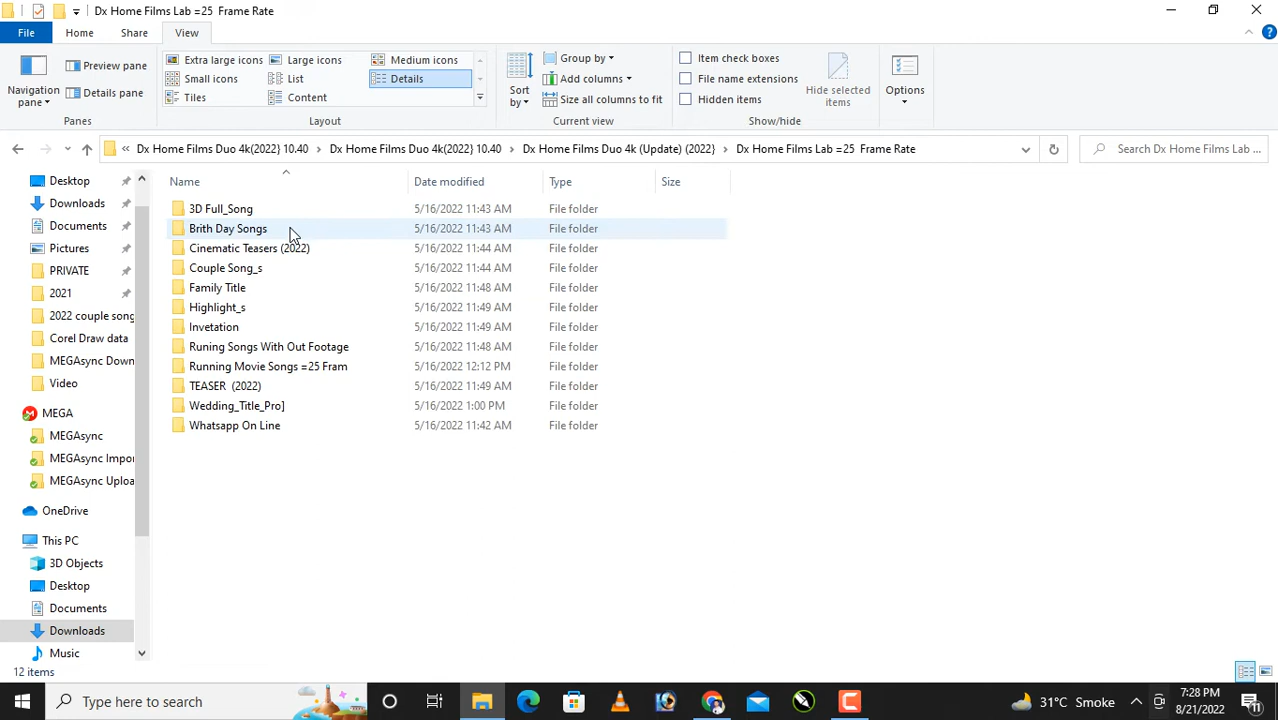 Dx Home Films Lab =25  Frame Rate
File
Home
Share
View
Navigation pane
Preview pane
Details pane
Panes
Extra large icons
Large icons
Medium icons
Small icons
List
Details
Tiles
Content
Layout
Sort by
Group by
Add columns
Size all columns to fit
Current view
Item check boxes
File name extensions
Hidden items
Hide selected items
Show/hide
Options
« Dx Home Films Duo 4k(2022} 10.40 > Dx Home Films Duo 4k(2022} 10.40 > Dx Home Films Duo 4k (Update) (2022} > Dx Home Films Lab =25  Frame Rate
Search Dx Home Films Lab ...
Desktop
Downloads
Documents
Pictures
PRIVATE
2021
2022 couple song
Corel Draw data
MEGAsync Down
Video
MEGA
MEGAsync
MEGAsync Impor
MEGAsync Uploa
OneDrive
This PC
3D Objects
Desktop
Documents
Downloads
Music
Name Date modified Type Size
3D Full_Song 5/16/2022 11:43 AM File folder
Brith Day Songs 5/16/2022 11:43 AM File folder
Cinematic Teasers (2022) 5/16/2022 11:44 AM File folder
Couple Song_s 5/16/2022 11:44 AM File folder
Family Title 5/16/2022 11:48 AM File folder
Highlight_s 5/16/2022 11:49 AM File folder
Invetation 5/16/2022 11:49 AM File folder
Runing Songs With Out Footage 5/16/2022 11:48 AM File folder
Running Movie Songs =25 Fram 5/16/2022 12:12 PM File folder
TEASER  (2022) 5/16/2022 11:49 AM File folder
Wedding_Title_Pro] 5/16/2022 1:00 PM File folder
Whatsapp On Line 5/16/2022 11:42 AM File folder
12 items
Type here to search
31°C  Smoke
7:28 PM
8/21/2022
11